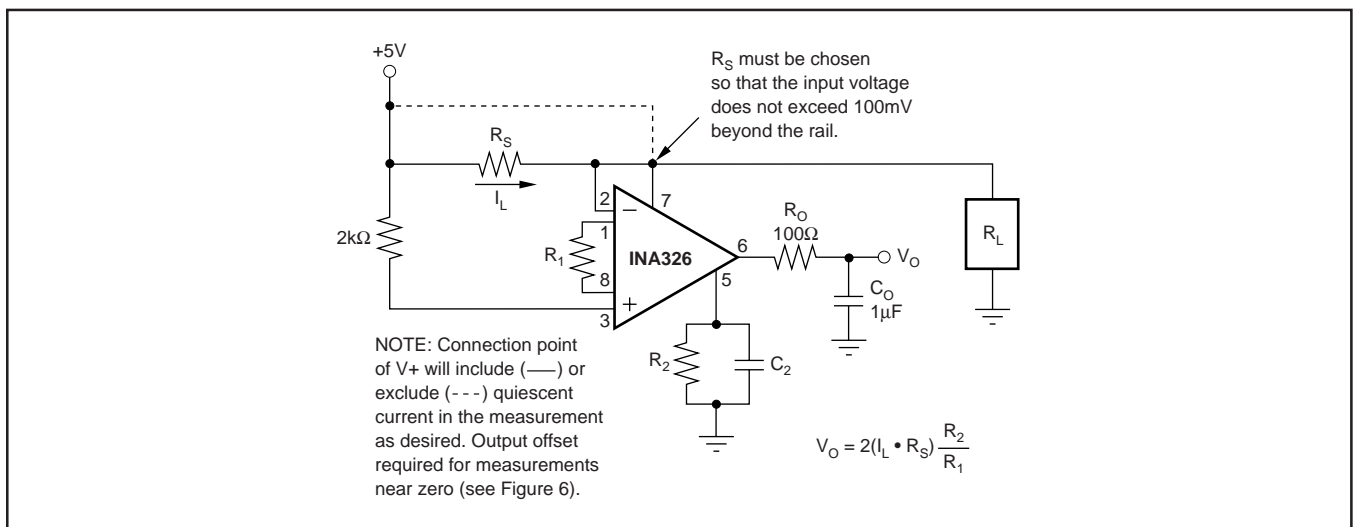 +5V
R_S must be chosen
so that the input voltage
does not exceed 100mV
beyond the rail.
R_S
I_L
2
7
1
R_1
8
3
2kΩ
INA326
6
5
R_O
100Ω
V_O
R_L
C_O
1μF
R_2
C_2
NOTE: Connection point
of V+ will include (—) or
exclude (- - -) quiescent
current in the measurement
as desired. Output offset
required for measurements
near zero (see Figure 6).
V_O = 2(I_L • R_S) R_2 / R_1